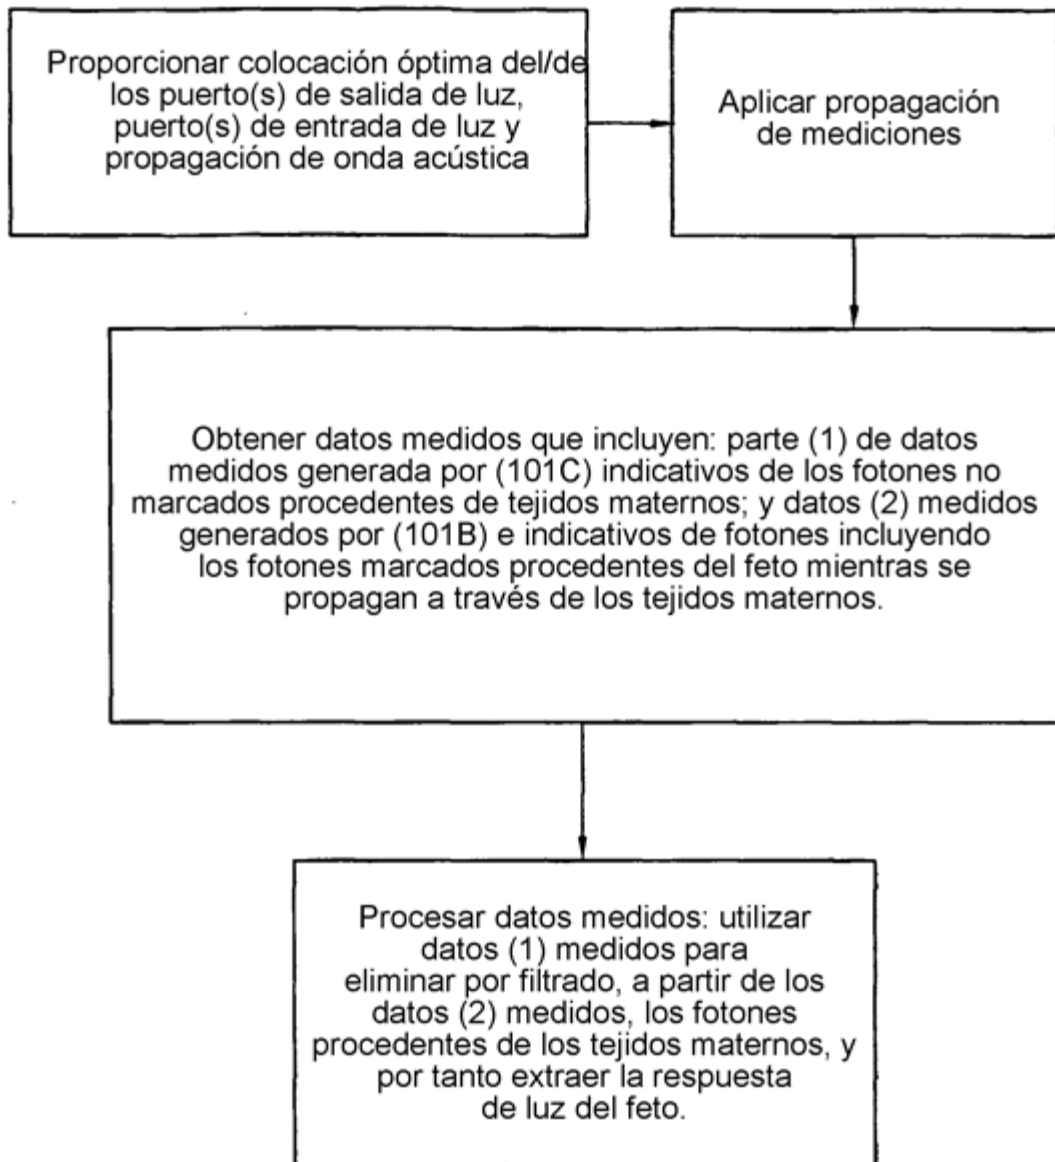 Proporcionar colocación óptima del/de
los puerto(s) de salida de luz,
puerto(s) de entrada de luz y
propagación de onda acústica
Aplicar propagación
de mediciones
Obtener datos medidos que incluyen: parte (1) de datos
medidos generada por (101C) indicativos de los fotones no
marcados procedentes de tejidos maternos; y datos (2) medidos
generados por (101B) e indicativos de fotones incluyendo
los fotones marcados procedentes del feto mientras se
propagan a través de los tejidos maternos.
Procesar datos medidos: utilizar
datos (1) medidos para
eliminar por filtrado, a partir de los
datos (2) medidos, los fotones
procedentes de los tejidos maternos, y
por tanto extraer la respuesta
de luz del feto.